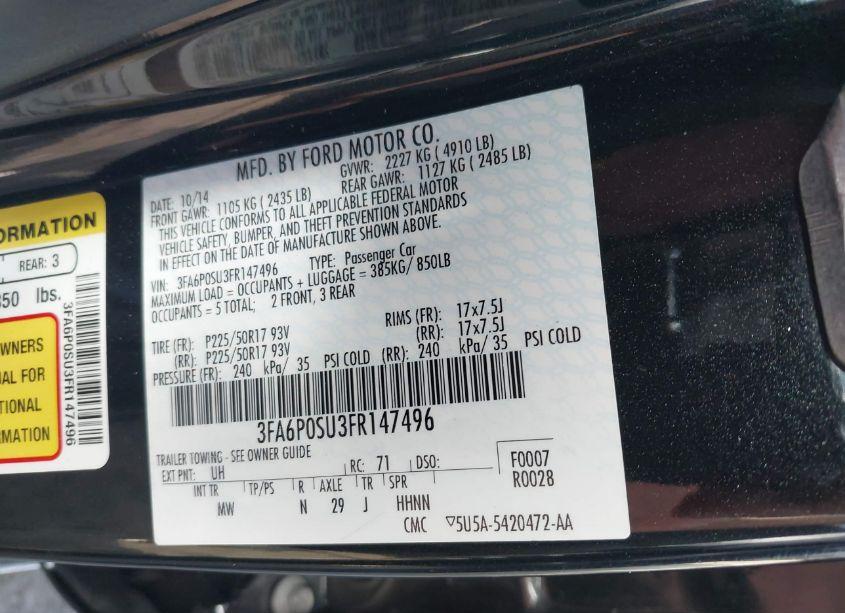 ORMATION
REAR: 3
350 lbs.
WNERS
UAL FOR
TIONAL
RMATION
3FA6P0SU3FR147496
MFD. BY FORD MOTOR CO.
DATE: 10/14 GVWR: 2227 KG ( 4910 LB)
FRONT GAWR: 1105 KG ( 2435 LB) REAR GAWR: 1127 KG ( 2485 LB)
THIS VEHICLE CONFORMS TO ALL APPLICABLE FEDERAL MOTOR
VEHICLE SAFETY, BUMPER, AND THEFT PREVENTION STANDARDS
IN EFFECT ON THE DATE OF MANUFACTURE SHOWN ABOVE.
VIN: 3FA6P0SU3FR147496 TYPE: Passenger Car
MAXIMUM LOAD = OCCUPANTS + LUGGAGE = 385KG/ 850LB
OCCUPANTS = 5 TOTAL; 2 FRONT, 3 REAR
TIRE (FR): P225/50R17 93V RIMS (FR): 17x7.5J
(RR): P225/50R17 93V (RR): 17x7.5J
PRESSURE (FR): 240 kPa/ 35 PSI COLD (RR): 240 kPa/ 35 PSI COLD
3FA6P0SU3FR147496
TRAILER TOWING - SEE OWNER GUIDE
EXT PNT: UH RC: 71 DSO: F0007
R0028
INT TR TP/PS R AXLE TR SPR
MW N 29 J HHNN
CMC ▽5U5A-5420472-AA